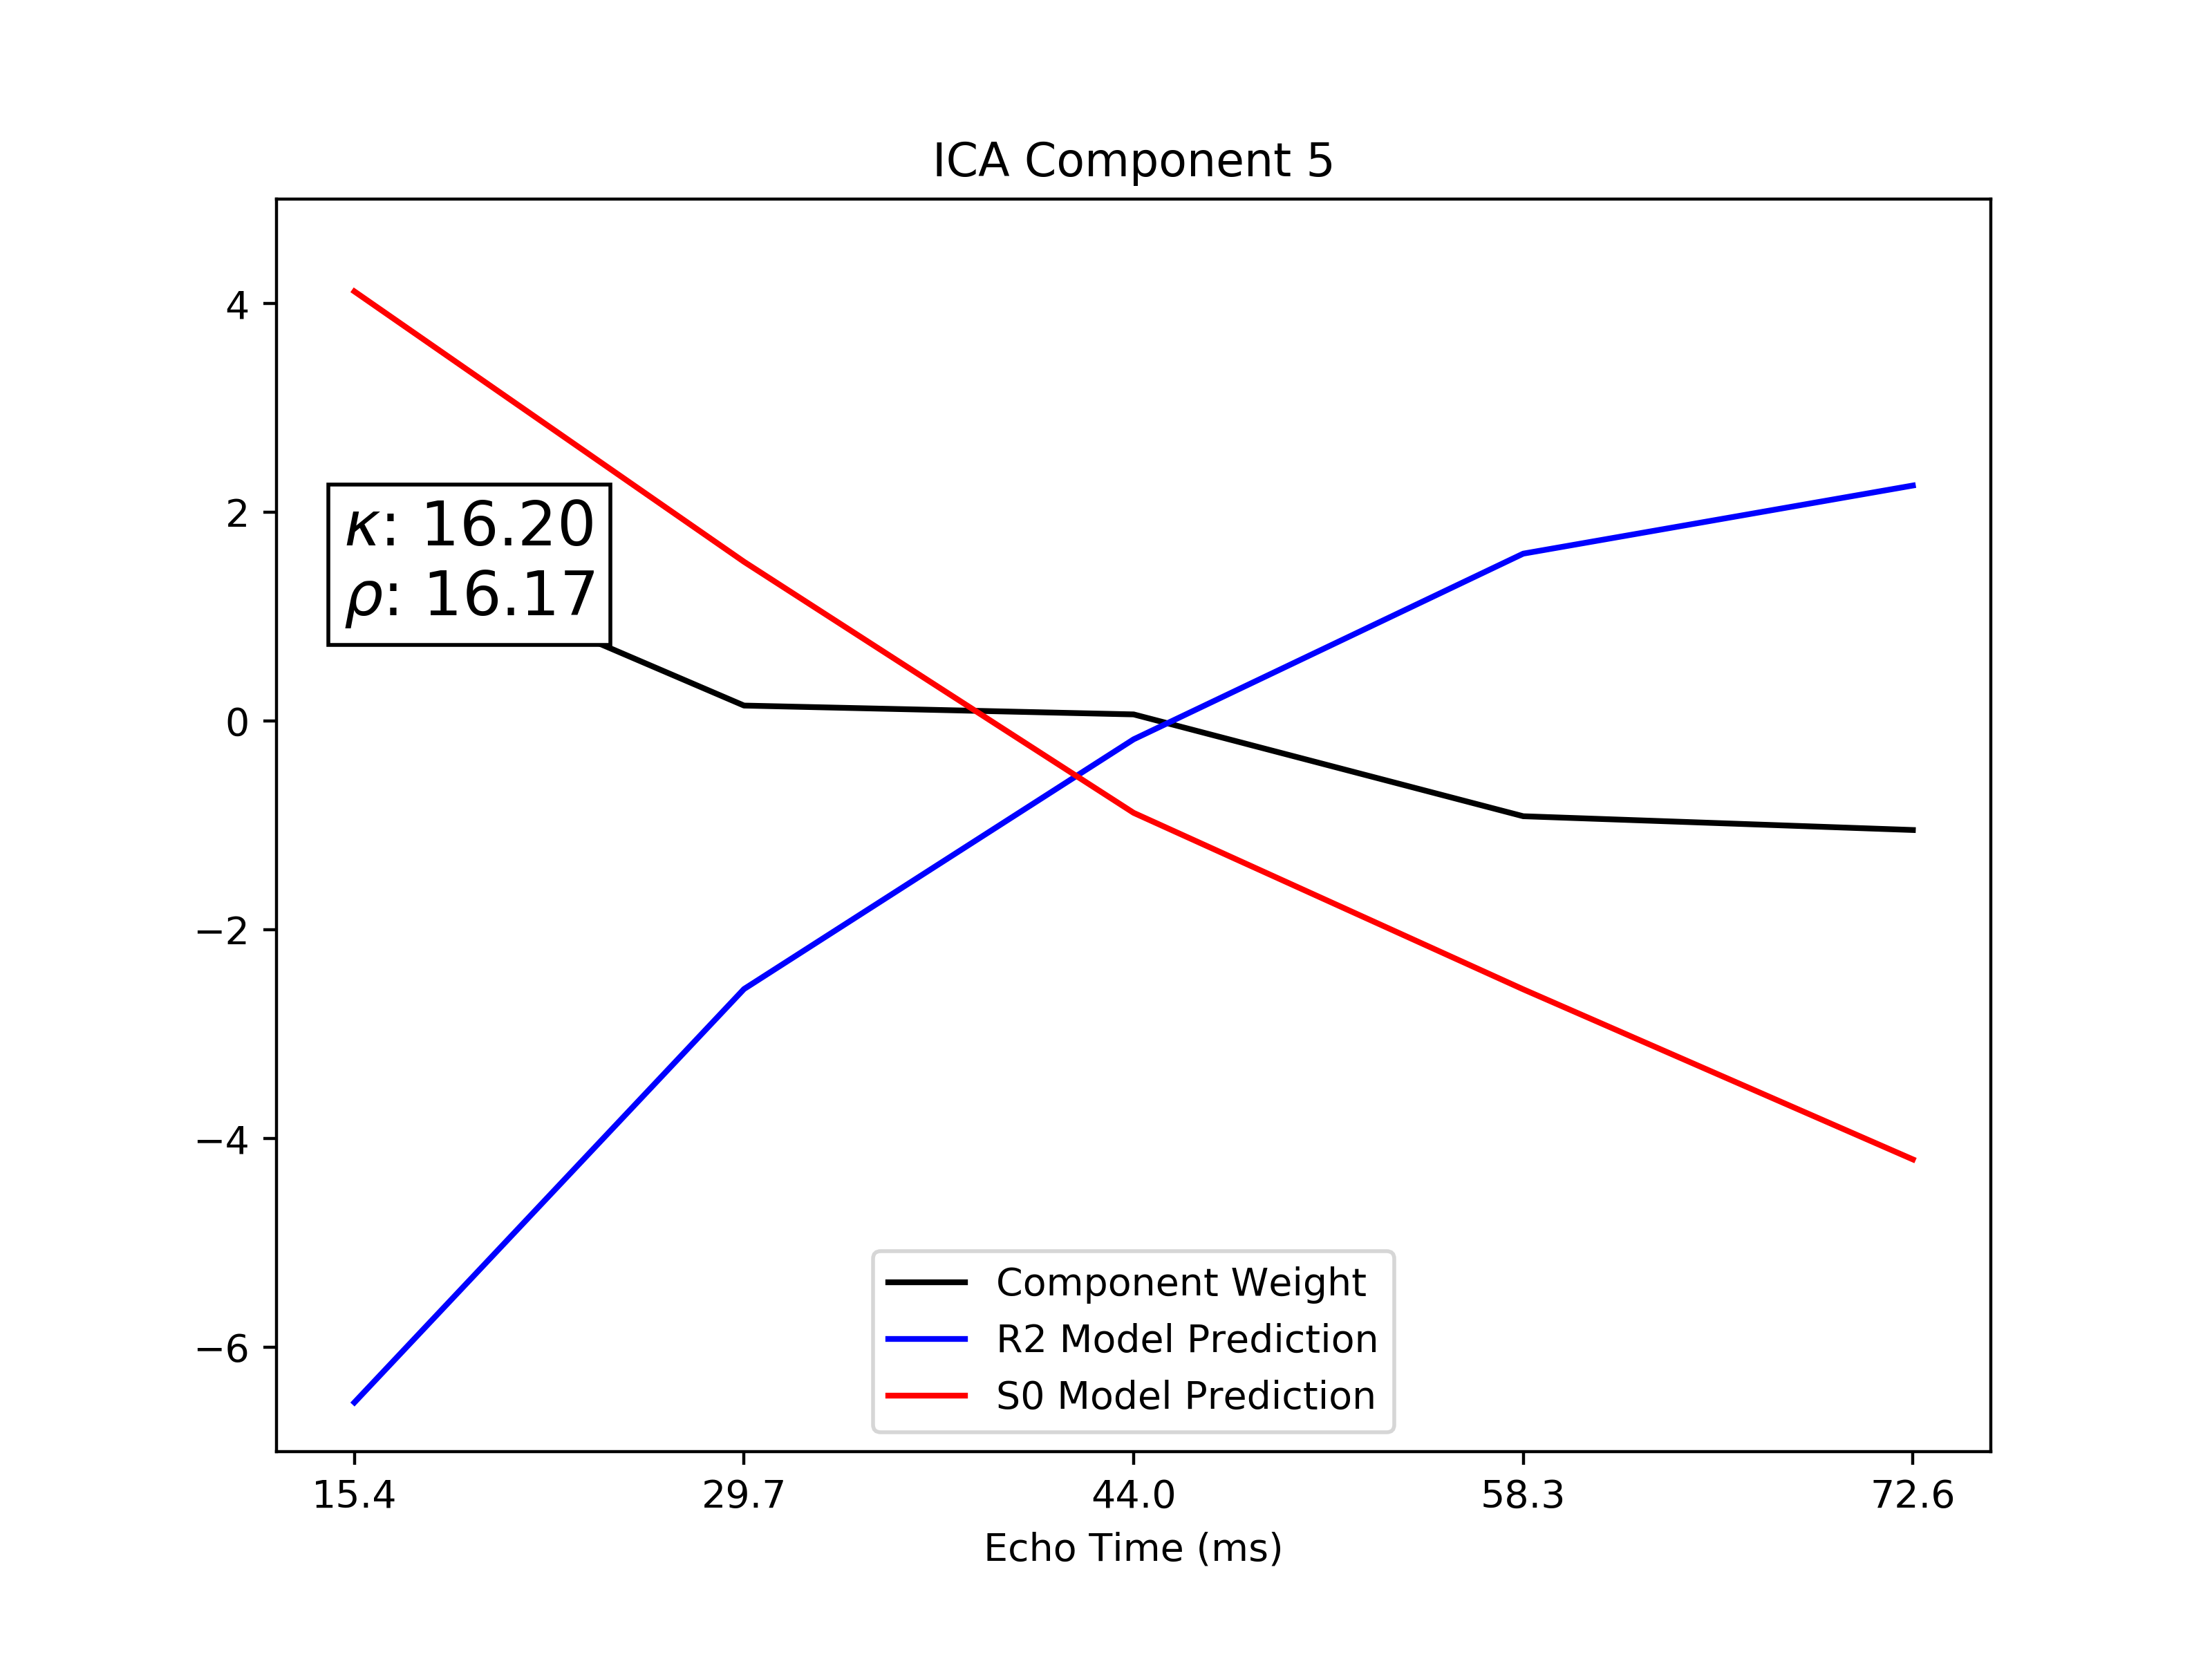 ICA Component 5
4
2
0
−2
−4
−6
κ: 16.20
ρ: 16.17
Component Weight
R2 Model Prediction
S0 Model Prediction
15.4 29.7 44.0 58.3 72.6
Echo Time (ms)